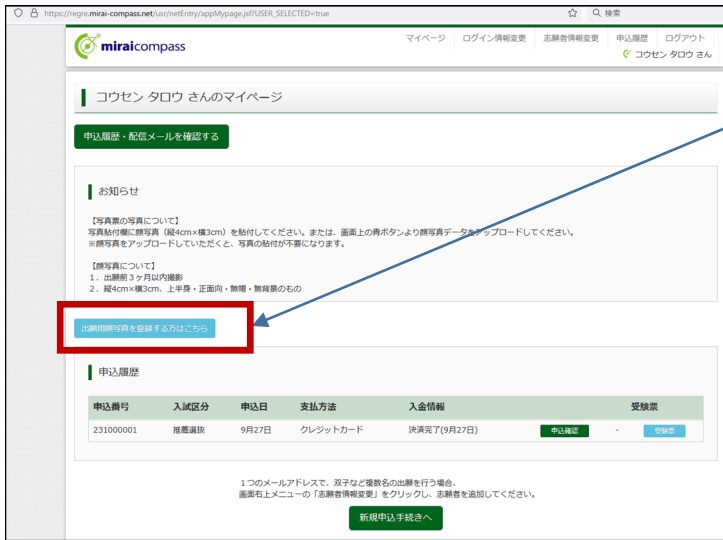 https://regre.mirai-compass.net/usr/netEntry/appMypage.jsf?USER_SELECTED=true
検索
miraicompass
マイページ ログイン情報変更 志願者情報変更 申込履歴 ログアウト
コウセン タロウ さん
コウセン タロウ さんのマイページ
申込履歴・配信メールを確認する
お知らせ
【写真票の写真について】
写真貼付欄に顔写真（縦4cm×横3cm）を貼付してください。または、画面上の青ボタンより顔写真データをアップロードしてください。
※顔写真をアップロードしていただくと、写真の貼付が不要になります。
【顔写真について】
１．出願前３ヶ月以内撮影
２．縦4cm×横3cm、上半身・正面向・無帽・無背景のもの
出願用顔写真を登録する方はこちら
申込履歴
申込番号 入試区分 申込日 支払方法 入金情報 受験票
231000001 推薦選抜 9月27日 クレジットカード 決済完了(9月27日) 申込確認 - 受験票
１つのメールアドレスで、双子など複数名の出願を行う場合、
画面右上メニューの「志願者情報変更」をクリックし、志願者を追加してください。
新規申込手続きへ